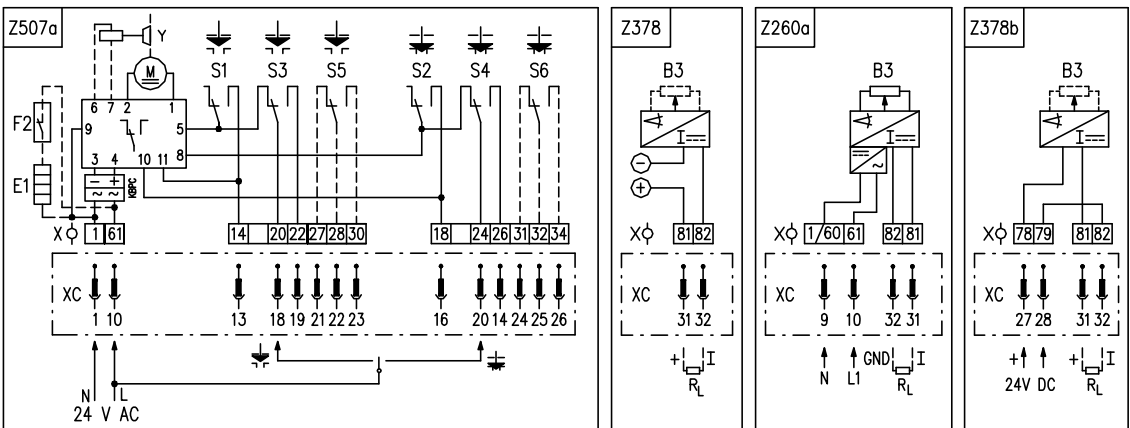 Z507a
Y
M
S1 S3 S5 S2 S4 S6
F2
E1
6 7 2 1
9 5
8
3 4 10 11
− +
~ ~
KBPC
X 1 61 14 20 22 27 28 30 18 24 26 31 32 34
XC
1 10 13 18 19 21 22 23 16 20 14 24 25 26
N L
24 V AC
Z378
B3
I
−
+
X 81 82
XC
31 32
+ I
RL
Z260a
B3
I
~
X 1/60 61 82 81
XC
9 10 32 31
N L1 GND I
RL
Z378b
B3
I
X 78 79 81 82
XC
27 28 31 32
+ + I
24V DC RL